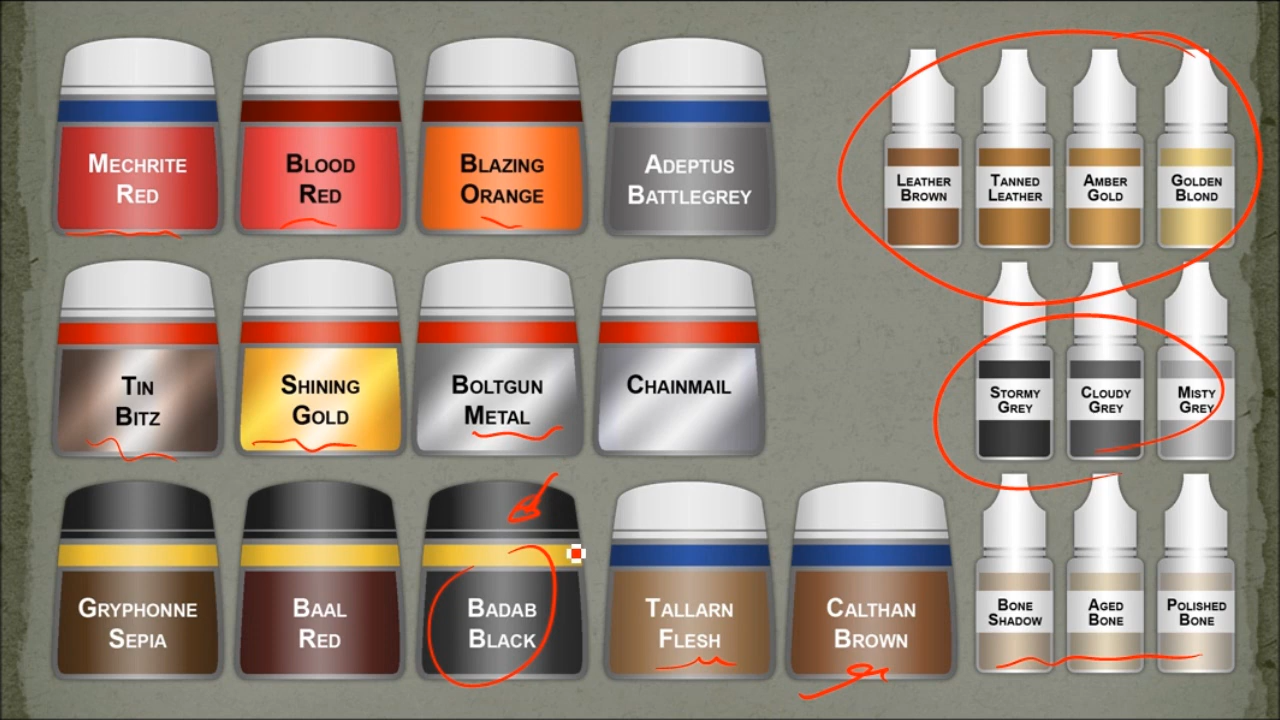 Mechrite
Red
Blood
Red
Blazing
Orange
Adeptus
Battlegrey
Leather
Brown
Tanned
Leather
Amber
Gold
Golden
Blond
Tin
Bitz
Shining
Gold
Boltgun
Metal
Chainmail
Stormy
Grey
Cloudy
Grey
Misty
Grey
Gryphonne
Sepia
Baal
Red
Badab
Black
Tallarn
Flesh
Calthan
Brown
Bone
Shadow
Aged
Bone
Polished
Bone